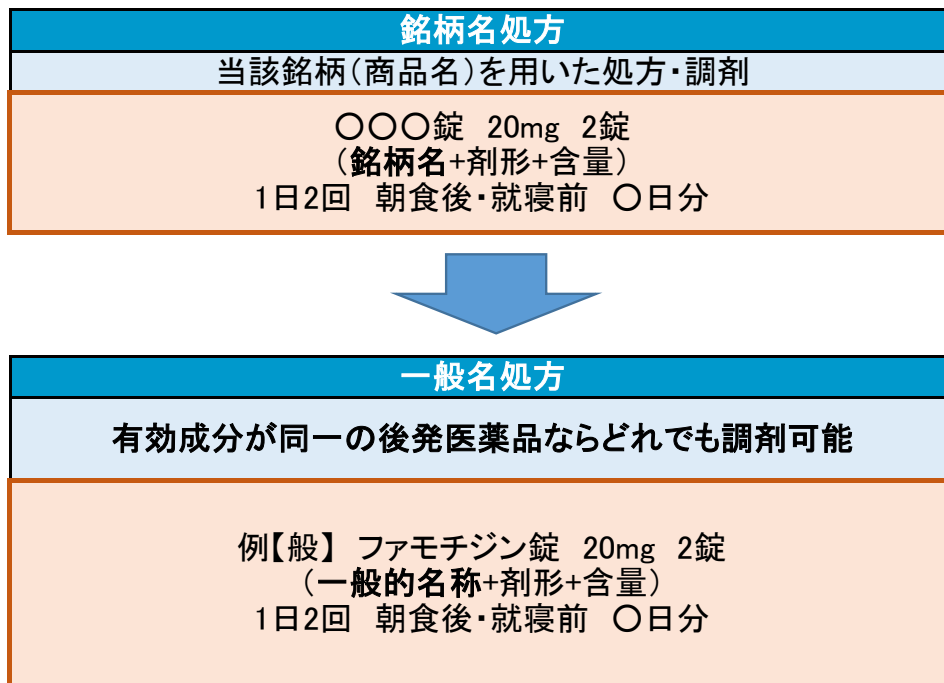 銘柄名処方
当該銘柄（商品名）を用いた処方・調剤
〇〇〇錠　20mg　2錠
（銘柄名+剤形+含量）
1日2回　朝食後・就寝前　〇日分
一般名処方
有効成分が同一の後発医薬品ならどれでも調剤可能
例【般】 ファモチジン錠　20mg　2錠
（一般的名称+剤形+含量）
1日2回　朝食後・就寝前　〇日分